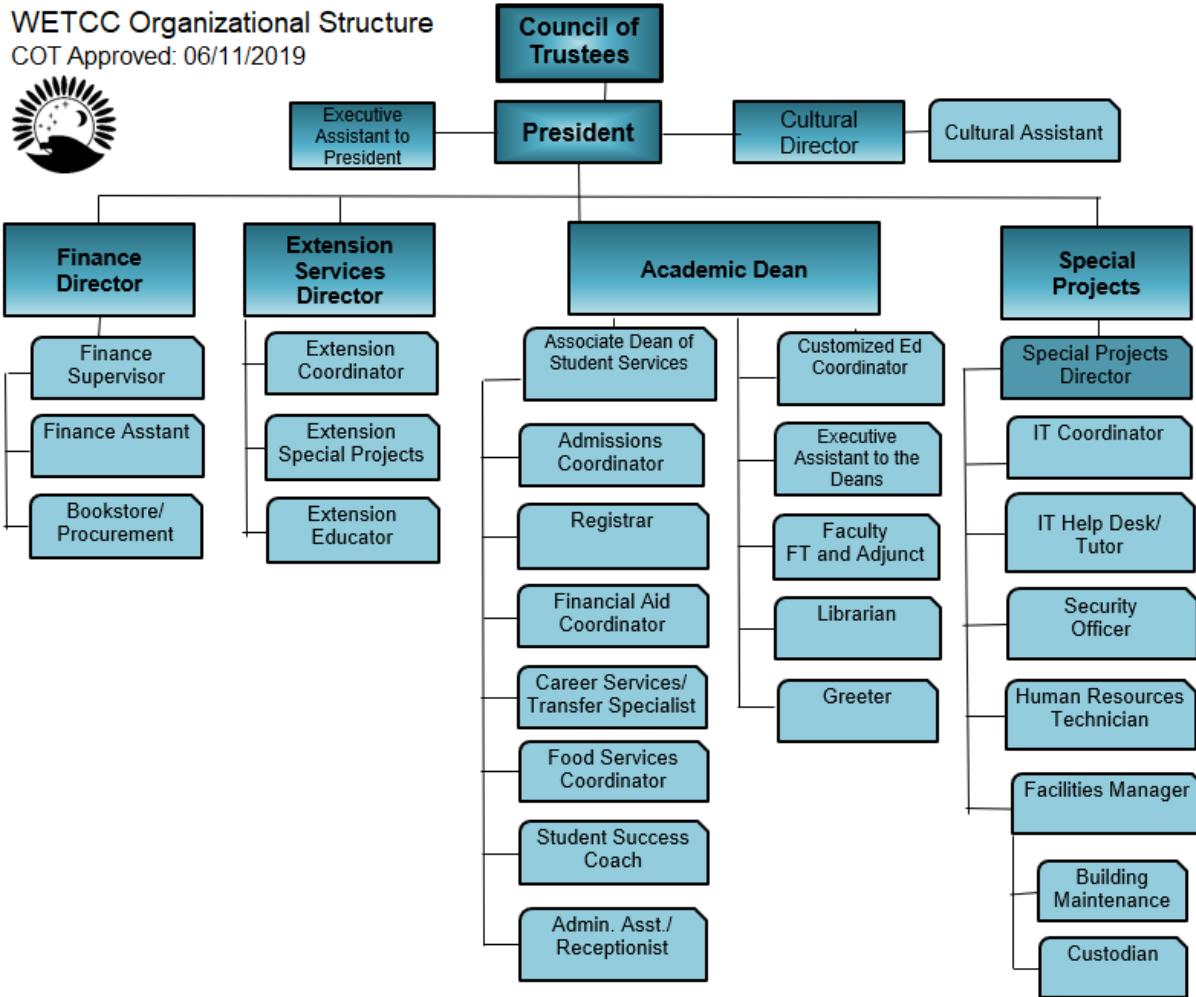 WETCC Organizational Structure
COT Approved: 06/11/2019
Council of
Trustees
Executive
Assistant to
President
President
Cultural
Director
Cultural Assistant
Finance
Director
Extension
Services
Director
Academic Dean
Special
Projects
Finance
Supervisor
Finance Asstant
Bookstore/
Procurement
Extension
Coordinator
Extension
Special Projects
Extension
Educator
Associate Dean of
Student Services
Admissions
Coordinator
Registrar
Financial Aid
Coordinator
Career Services/
Transfer Specialist
Food Services
Coordinator
Student Success
Coach
Admin. Asst./
Receptionist
Customized Ed
Coordinator
Executive
Assistant to the
Deans
Faculty
FT and Adjunct
Librarian
Greeter
Special Projects
Director
IT Coordinator
IT Help Desk/
Tutor
Security
Officer
Human Resources
Technician
Facilities Manager
Building
Maintenance
Custodian